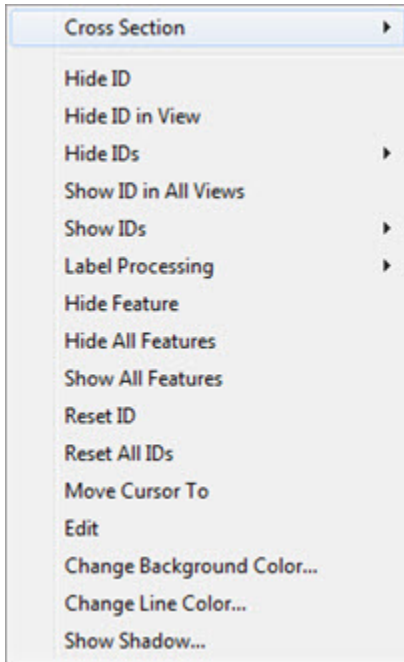 Cross Section
Hide ID
Hide ID in View
Hide IDs
Show ID in All Views
Show IDs
Label Processing
Hide Feature
Hide All Features
Show All Features
Reset ID
Reset All IDs
Move Cursor To
Edit
Change Background Color...
Change Line Color...
Show Shadow...